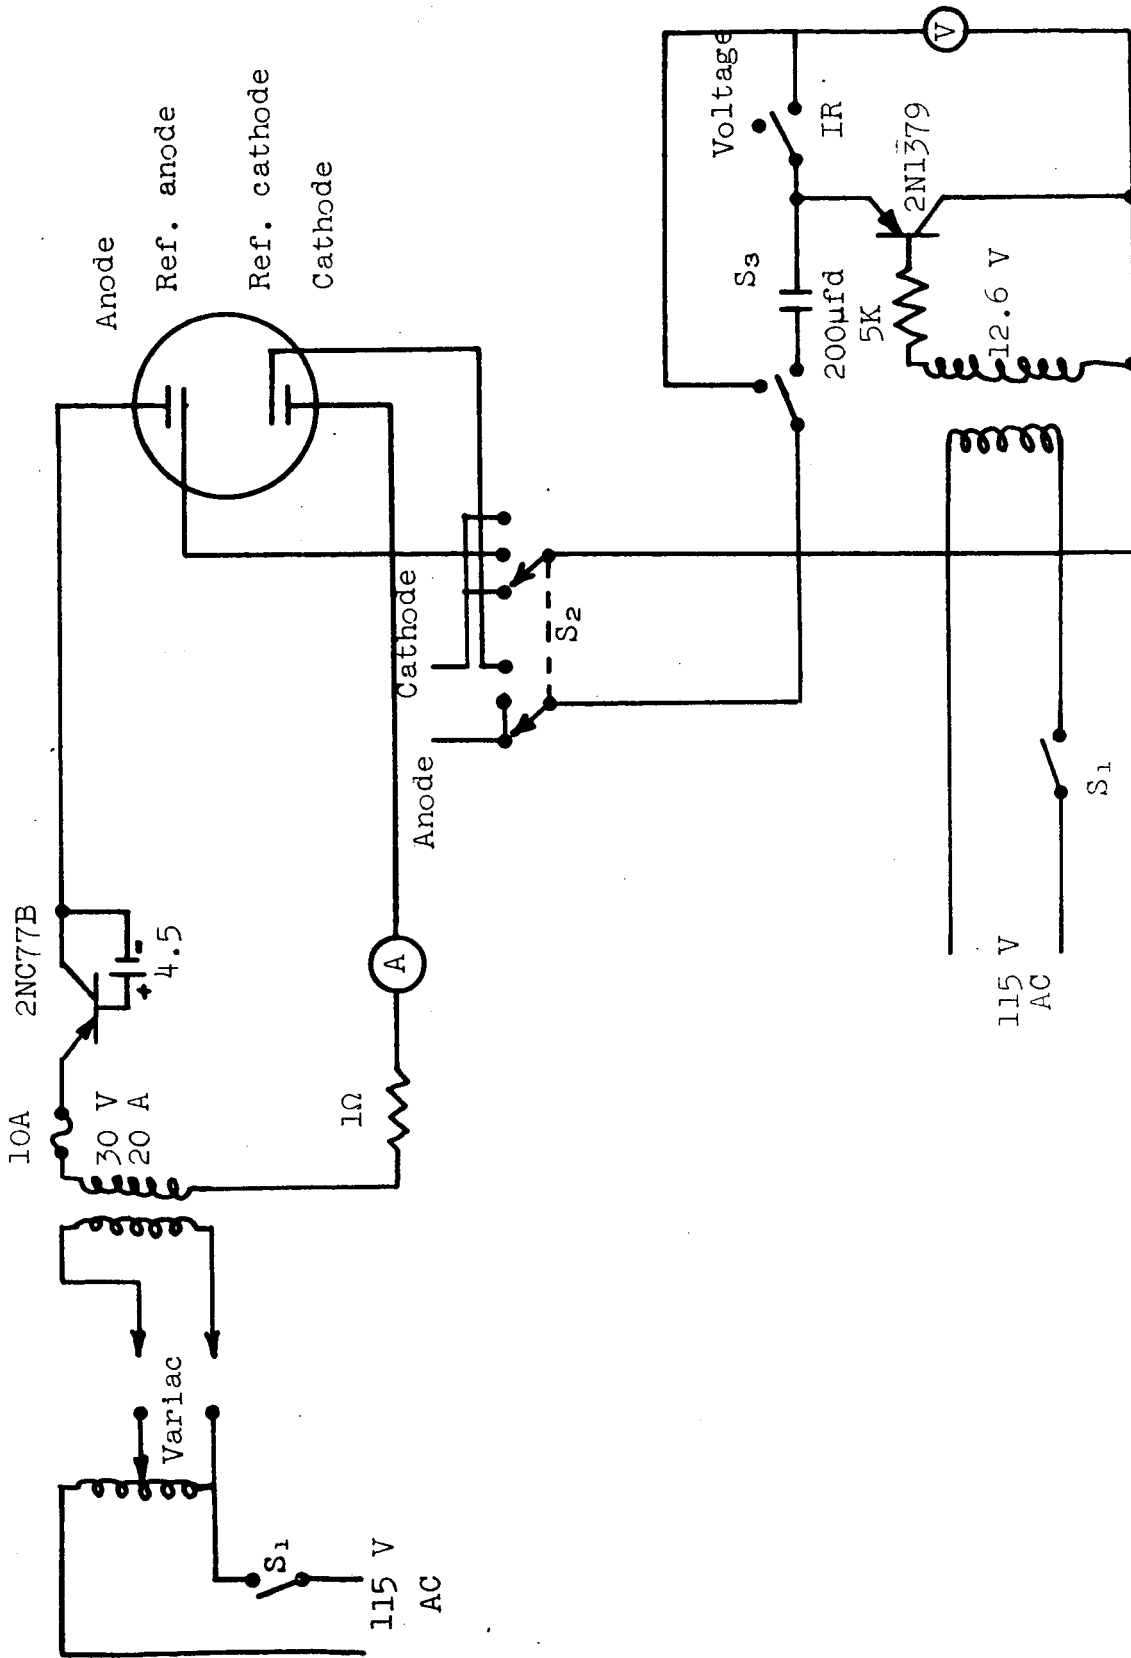 10A
2NC77B
30 V
20 A
+
-
4.5
Variac
S1
115 V
AC
1Ω
A
Anode
Ref. anode
Ref. cathode
Cathode
Anode
Cathode
S2
Voltage
IR
V
S3
200μfd
5K
2N1379
12.6 V
115 V
AC
S1